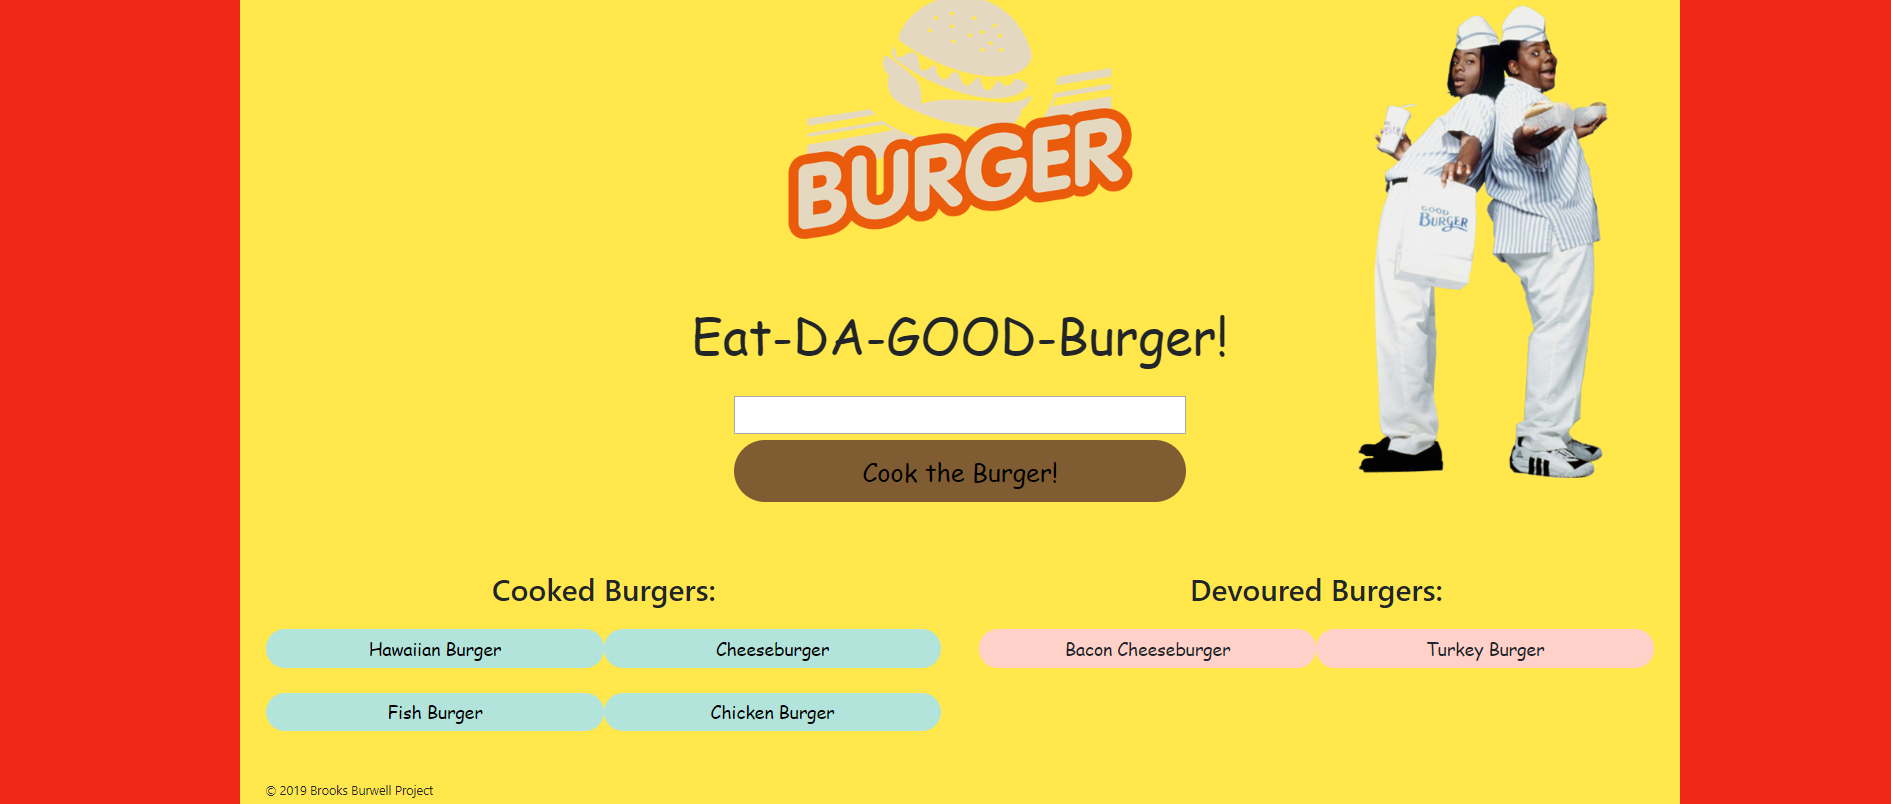 BURGER
GOOD
BURGER
Eat-DA-GOOD-Burger!
Cook the Burger!
Cooked Burgers:
Hawaiian Burger
Cheeseburger
Fish Burger
Chicken Burger
Devoured Burgers:
Bacon Cheeseburger
Turkey Burger
© 2019 Brooks Burwell Project